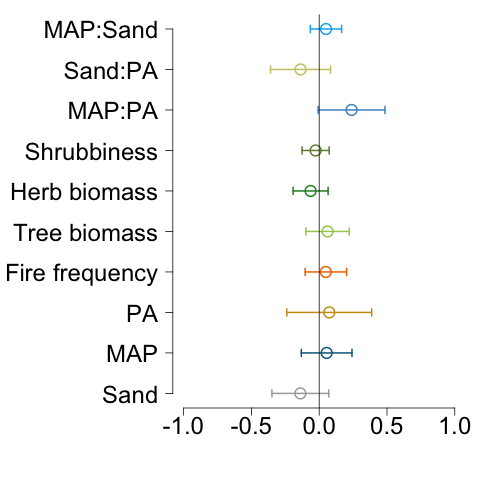 MAP:Sand
Sand:PA
MAP:PA
Shrubbiness
Herb biomass
Tree biomass
Fire frequency
PA
MAP
Sand
-1.0 -0.5 0.0 0.5 1.0